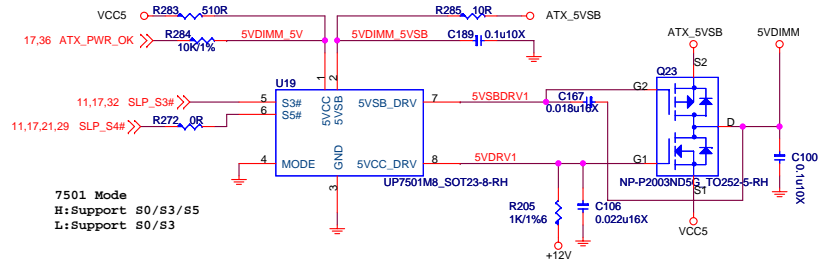 VCC5
R283
510R
R285
10R
ATX_5VSB
17,36 ATX_PWR_OK
R284
10K/1%
5VDIMM_5V
5VDIMM_5VSB
C189
0.1u10X
ATX_5VSB
5VDIMM
U19
1
2
5VCC
5VSB
Q23
S2
11,17,32 SLP_S3#
5
S3#
5VSB_DRV
7
5VSBDRV1
C167
0.018u16X
G2
11,17,21,29 SLP_S4#
R272
0R
6
S5#
D
4
MODE
GND
5VCC_DRV
8
5VDRV1
G1
C100
0.1u10X
3
UP7501M8_SOT23-8-RH
NP-P2003ND5G_TO252-5-RH
S1
7501 Mode
H:Support S0/S3/S5
L:Support S0/S3
R205
1K/1%6
C106
0.022u16X
VCC5
+12V